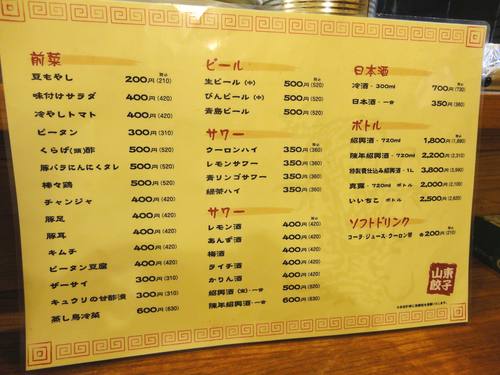 前菜
豆もやし 200円(210)
味付けサラダ 400円(420)
冷やしトマト 400円(420)
ピータン 300円(310)
くらげ(頭)酢 500円(520)
豚バラにんにくタレ 500円(520)
棒々鶏 500円(520)
チャンジャ 400円(420)
豚足 400円(420)
豚耳 400円(420)
キムチ 400円(420)
ピータン豆腐 400円(420)
ザーサイ 300円(310)
キュウリの甘酢漬 300円(310)
蒸し鳥冷菜 600円(630)
ビール
生ビール(中) 500円(520)
びんビール(中) 500円(520)
青島ビール 500円(520)
サワー
ウーロンハイ 350円(360)
レモンサワー 350円(360)
青リンゴサワー 350円(360)
緑茶ハイ 350円(360)
サワー
レモン酒 400円(420)
あんず酒 400円(420)
梅酒 400円(420)
ライチ酒 400円(420)
かりん酒 400円(420)
紹興酒(金)・一合 500円(520)
陳年紹興酒・一合 600円(630)
日本酒
冷酒・300ml 700円(730)
日本酒・一合 350円(360)
ボトル
紹興酒・720ml 1,800円(1,890)
陳年紹興酒・720ml 2,200円(2,310)
特製甕仕込み紹興酒・1L 3,800円(3,990)
真露・720ml ボトル 2,000円(2,100)
いいちこ ボトル 2,500円(2,620)
ソフトドリンク
コーラ・ジュース・ウーロン茶 各200円(210)
山東
餃子